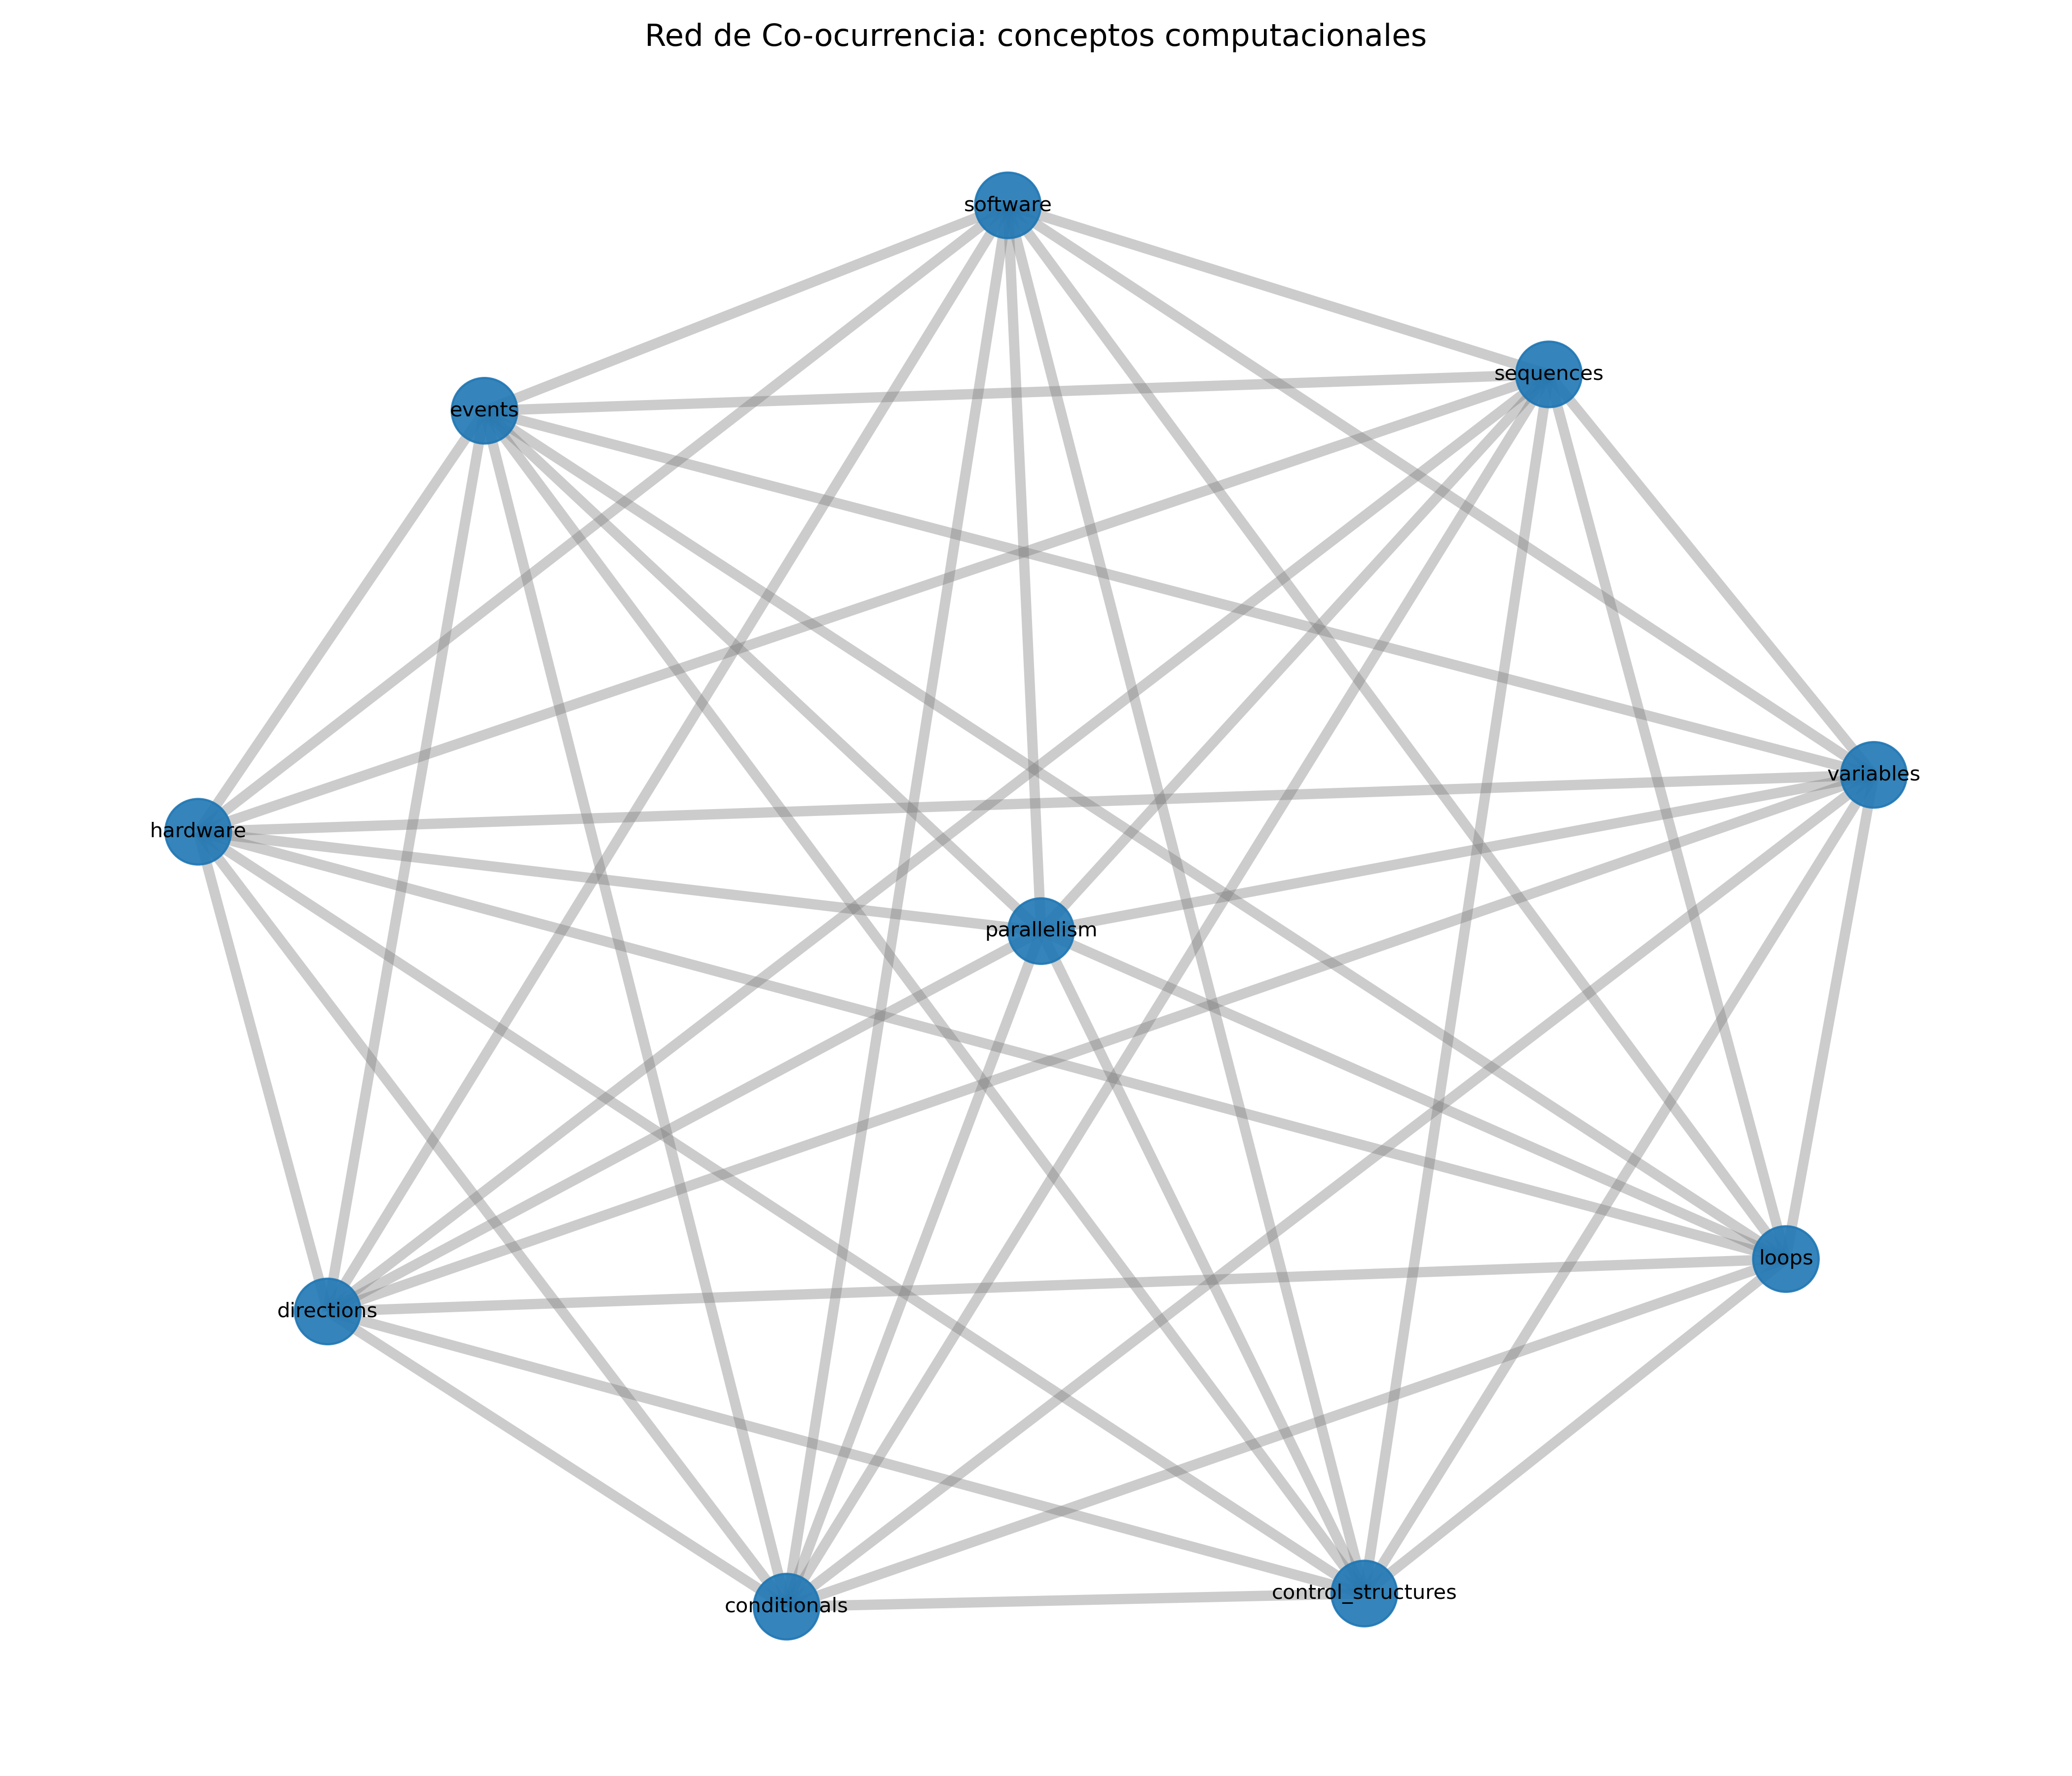 Red de Co-ocurrencia: conceptos computacionales
software
sequences
events
variables
hardware
parallelism
loops
directions
control_structures
conditionals